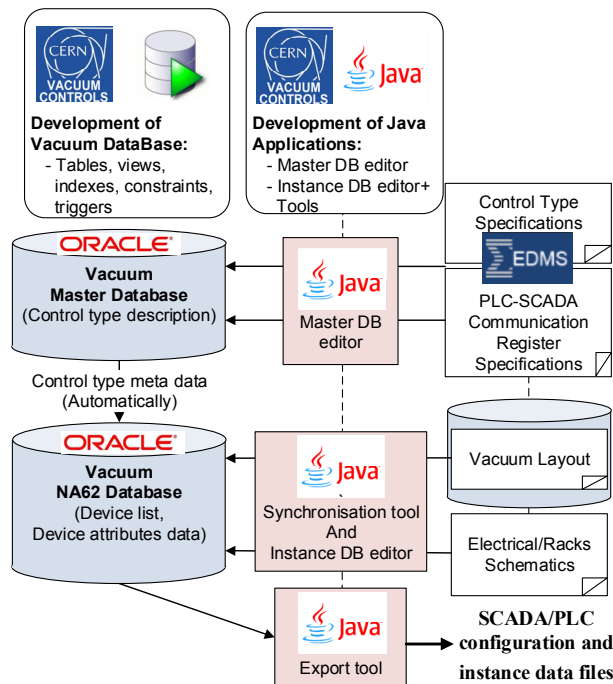 CERN
VACUUM
CONTROLS
Development of
Vacuum DataBase:
- Tables, views,
indexes, constraints,
triggers
CERN
VACUUM
CONTROLS
Java
Development of Java
Applications:
- Master DB editor
- Instance DB editor+
Tools
Control Type
Specifications
EDMS
PLC-SCADA
Communication
Register
Specifications
ORACLE
Vacuum
Master Database
(Control type description)
Java
Master DB
editor
Control type meta data
(Automatically)
ORACLE
Vacuum
NA62 Database
(Device list,
Device attributes data)
Java
Synchronisation tool
And
Instance DB editor
Vacuum Layout
Electrical/Racks
Schematics
Java
Export tool
SCADA/PLC
configuration and
instance data files